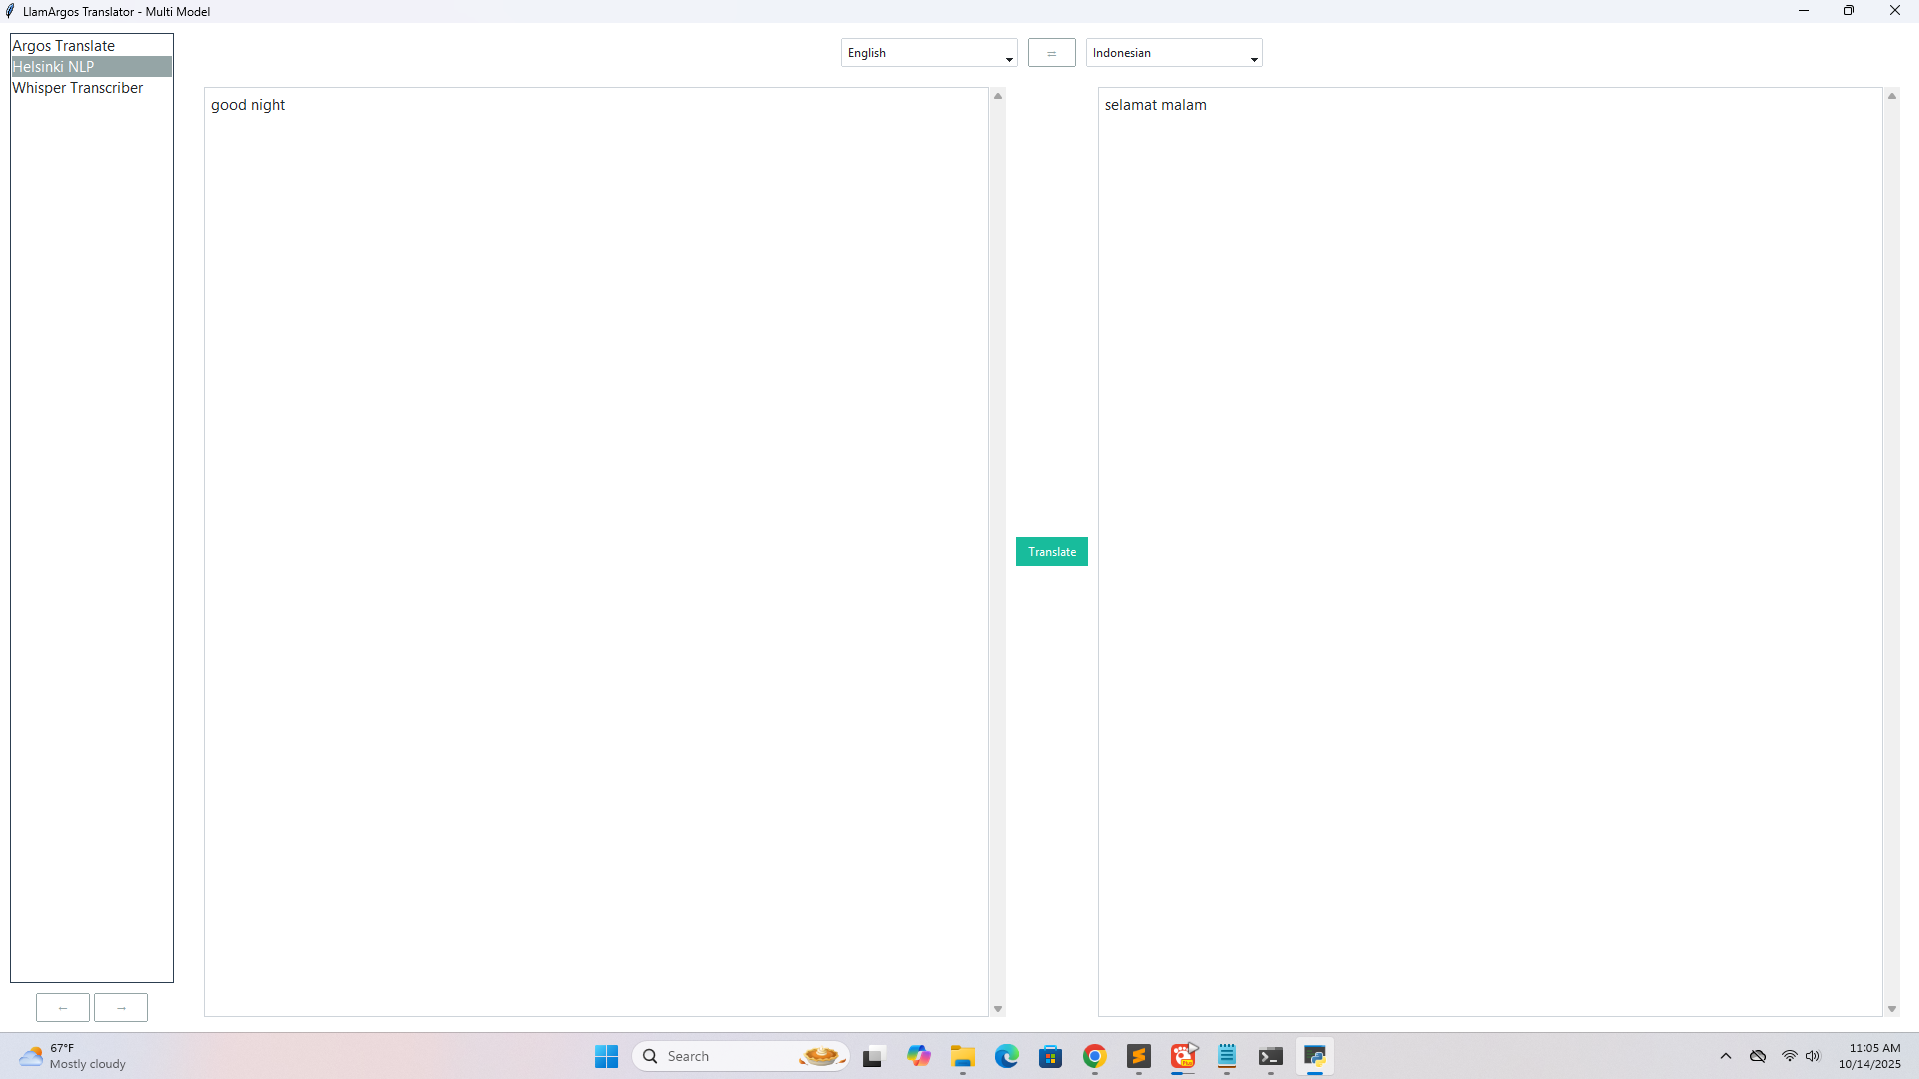 LlamArgos Translator - Multi Model
Argos Translate
Helsinki NLP
Whisper Transcriber
English
⇌
Indonesian
good night
selamat malam
Translate
← →
67°F
Mostly cloudy
Search
11:05 AM
10/14/2025